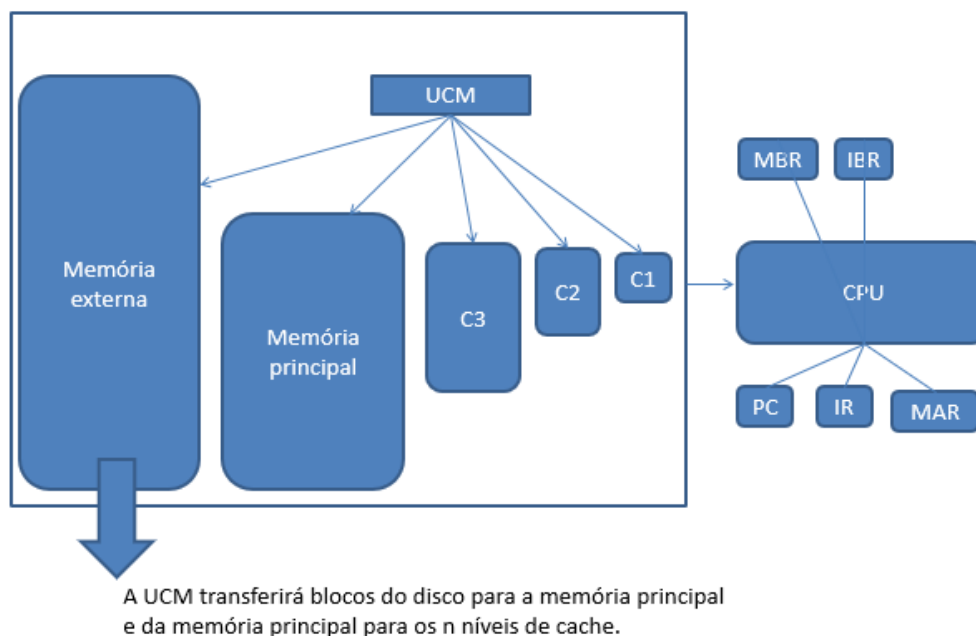 UCM
MBR
IBR
Memória
externa
Memória
principal
C3
C2
C1
CPU
PC
IR
MAR
A UCM transferirá blocos do disco para a memória principal
e da memória principal para os n níveis de cache.